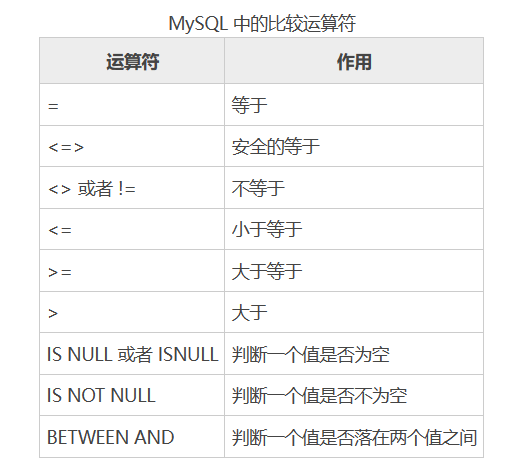 MySQL 中的比较运算符
运算符 作用
= 等于
<=> 安全的等于
<> 或者 != 不等于
<= 小于等于
>= 大于等于
> 大于
IS NULL 或者 ISNULL 判断一个值是否为空
IS NOT NULL 判断一个值是否不为空
BETWEEN AND 判断一个值是否落在两个值之间